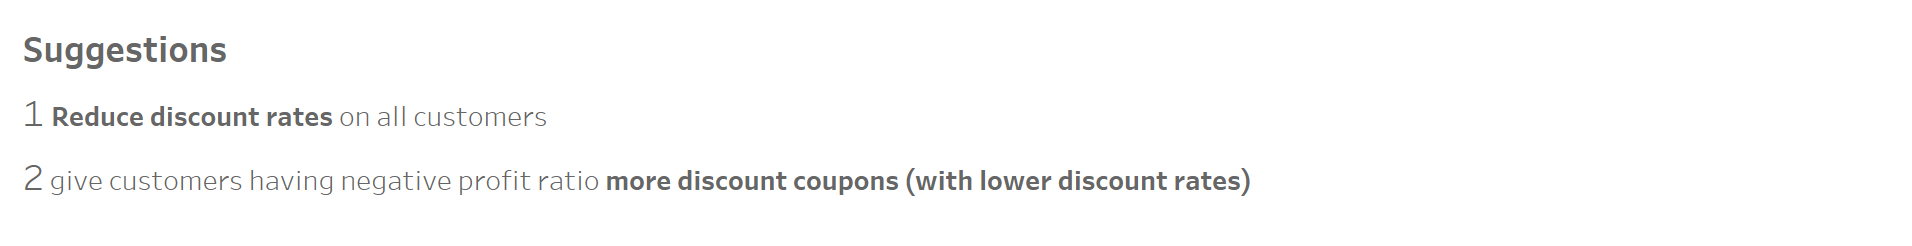 Suggestions
1 Reduce discount rates on all customers
2 give customers having negative profit ratio more discount coupons (with lower discount rates)